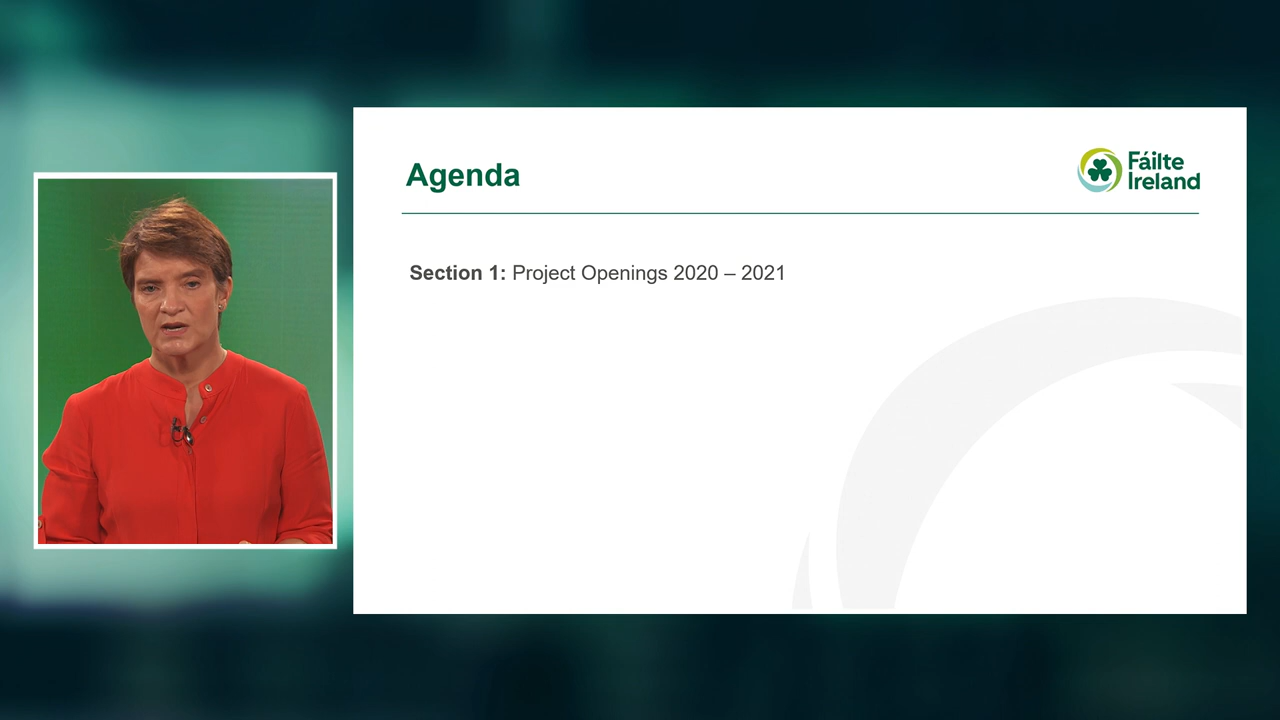 Agenda
Fáilte
Ireland
Section 1: Project Openings 2020 – 2021